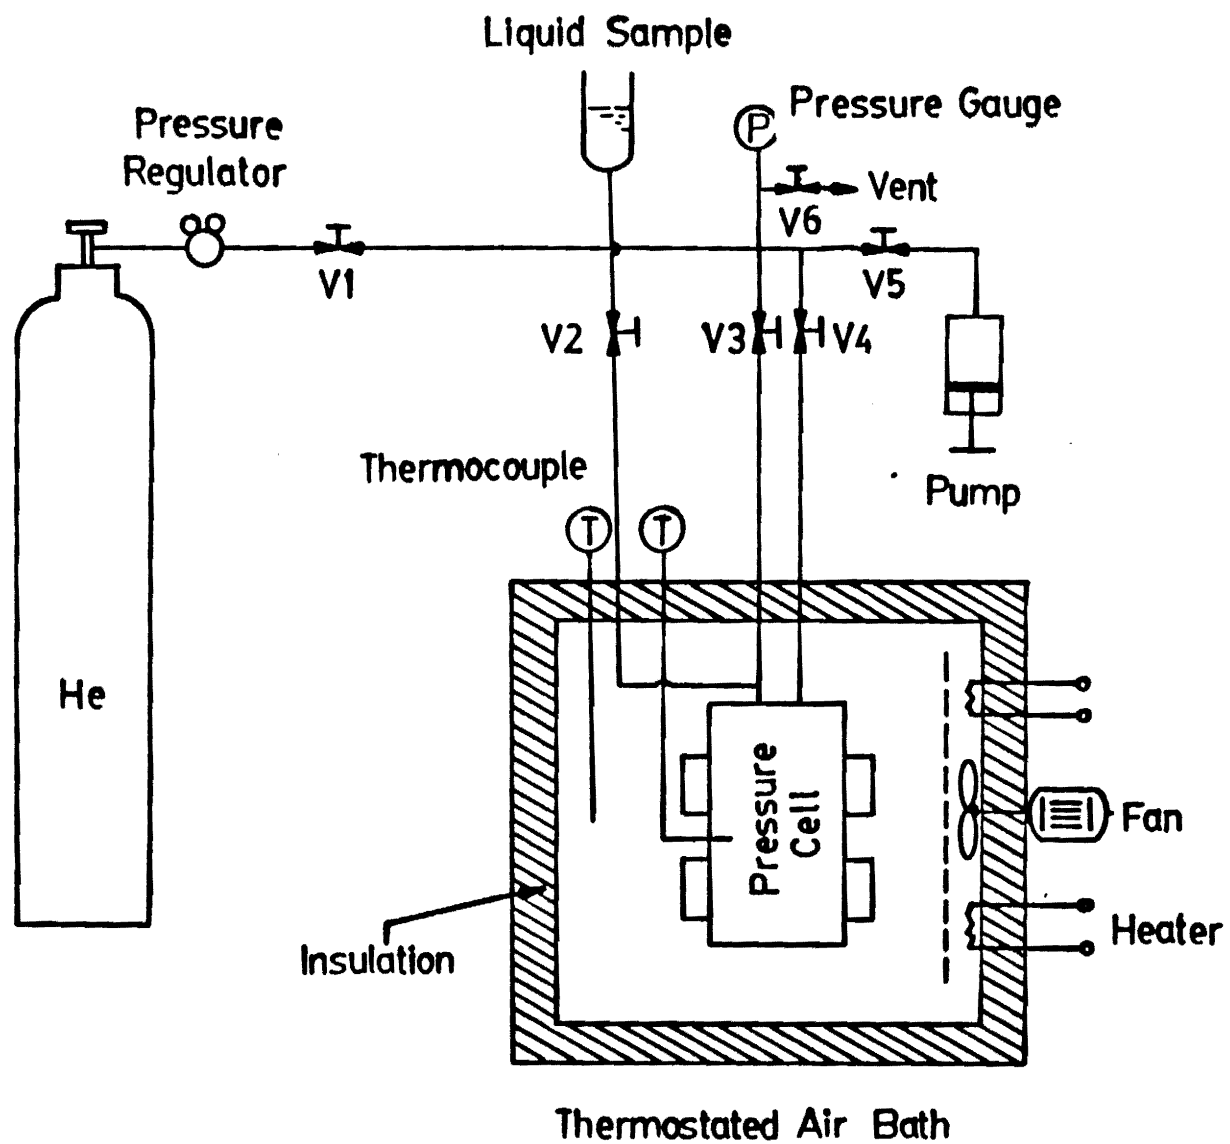 Liquid Sample
Pressure Gauge
P
Pressure
Regulator
Vent
V6
V1
V5
V2
V3
V4
Thermocouple
Pump
T
T
He
Pressure
Cell
Fan
Heater
Insulation
Thermostated Air Bath